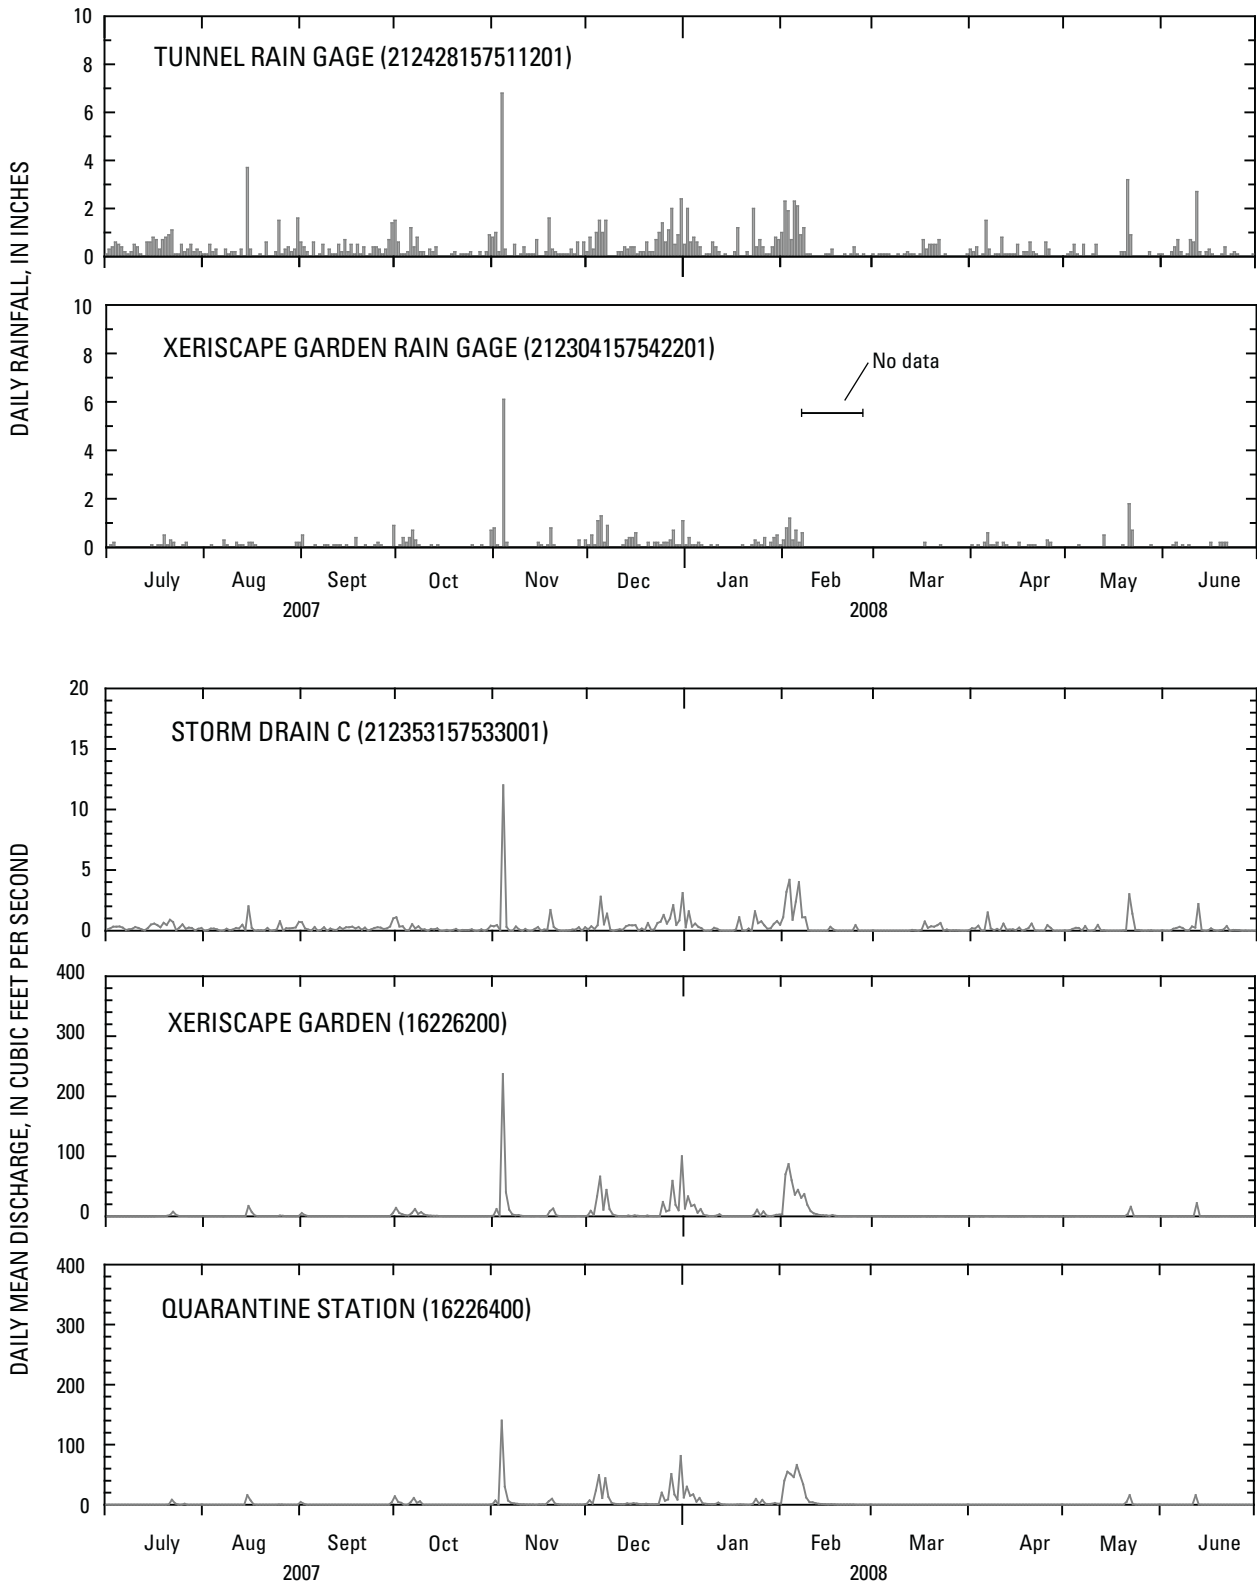 DAILY RAINFALL, IN INCHES
10
8
6
4
2
0
TUNNEL RAIN GAGE (212428157511201)
10
8
6
4
2
0
XERISCAPE GARDEN RAIN GAGE (212304157542201)
No data
July Aug Sept Oct Nov Dec Jan Feb Mar Apr May June
2007 2008
DAILY MEAN DISCHARGE, IN CUBIC FEET PER SECOND
20
15
10
5
0
STORM DRAIN C (212353157533001)
400
300
200
100
0
XERISCAPE GARDEN (16226200)
400
300
200
100
0
QUARANTINE STATION (16226400)
July Aug Sept Oct Nov Dec Jan Feb Mar Apr May June
2007 2008